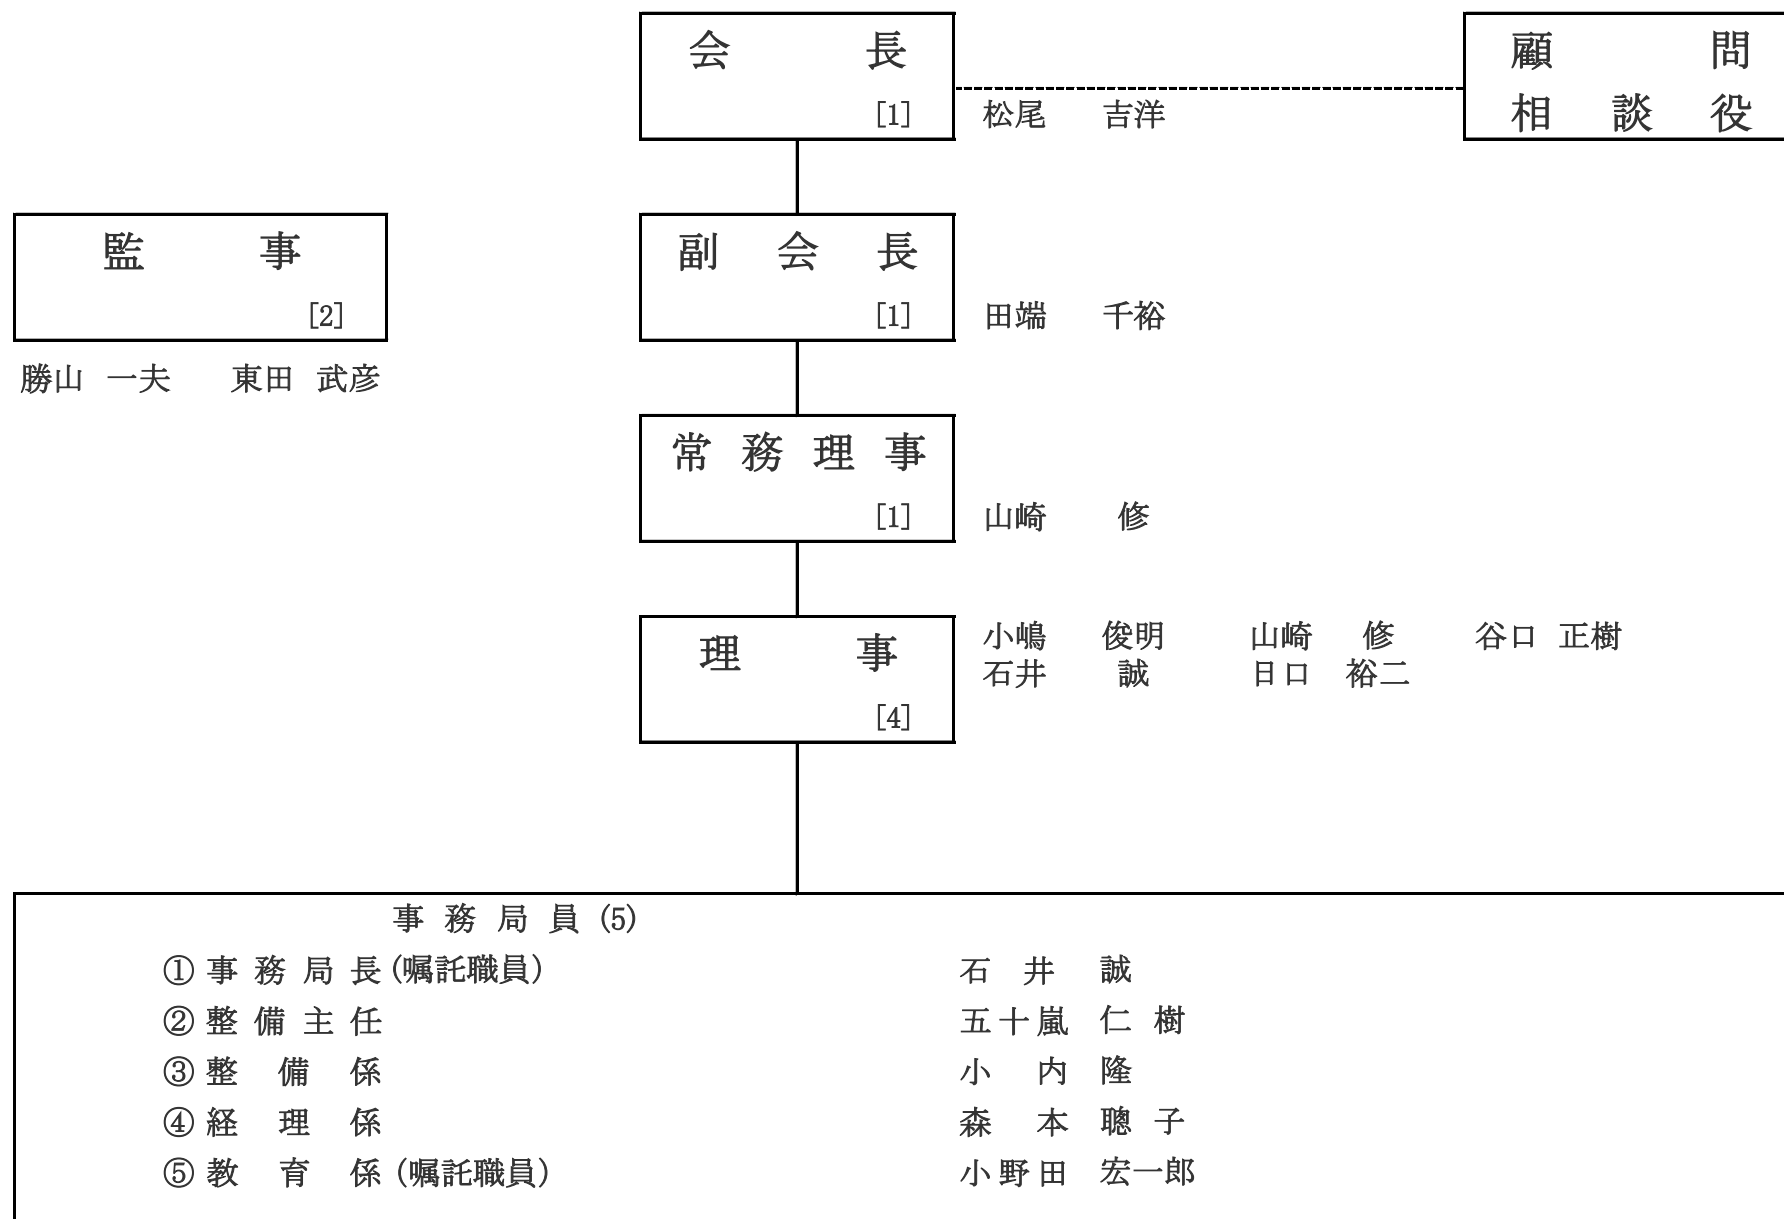 会長
[1]
松尾 吉洋
顧問
相談役
監事
[2]
勝山 一夫 東田 武彦
副会長
[1]
田端 千裕
常務理事
[1]
山崎 修
理事
[4]
小嶋 俊明 山崎 修 谷口 正樹
石井 誠 日口 裕二
事務局員(5)
①事務局長(嘱託職員) 石井 誠
②整備主任 五十嵐 仁樹
③整備係 小内 隆
④経理係 森本 聰子
⑤教育係(嘱託職員) 小野田 宏一郎